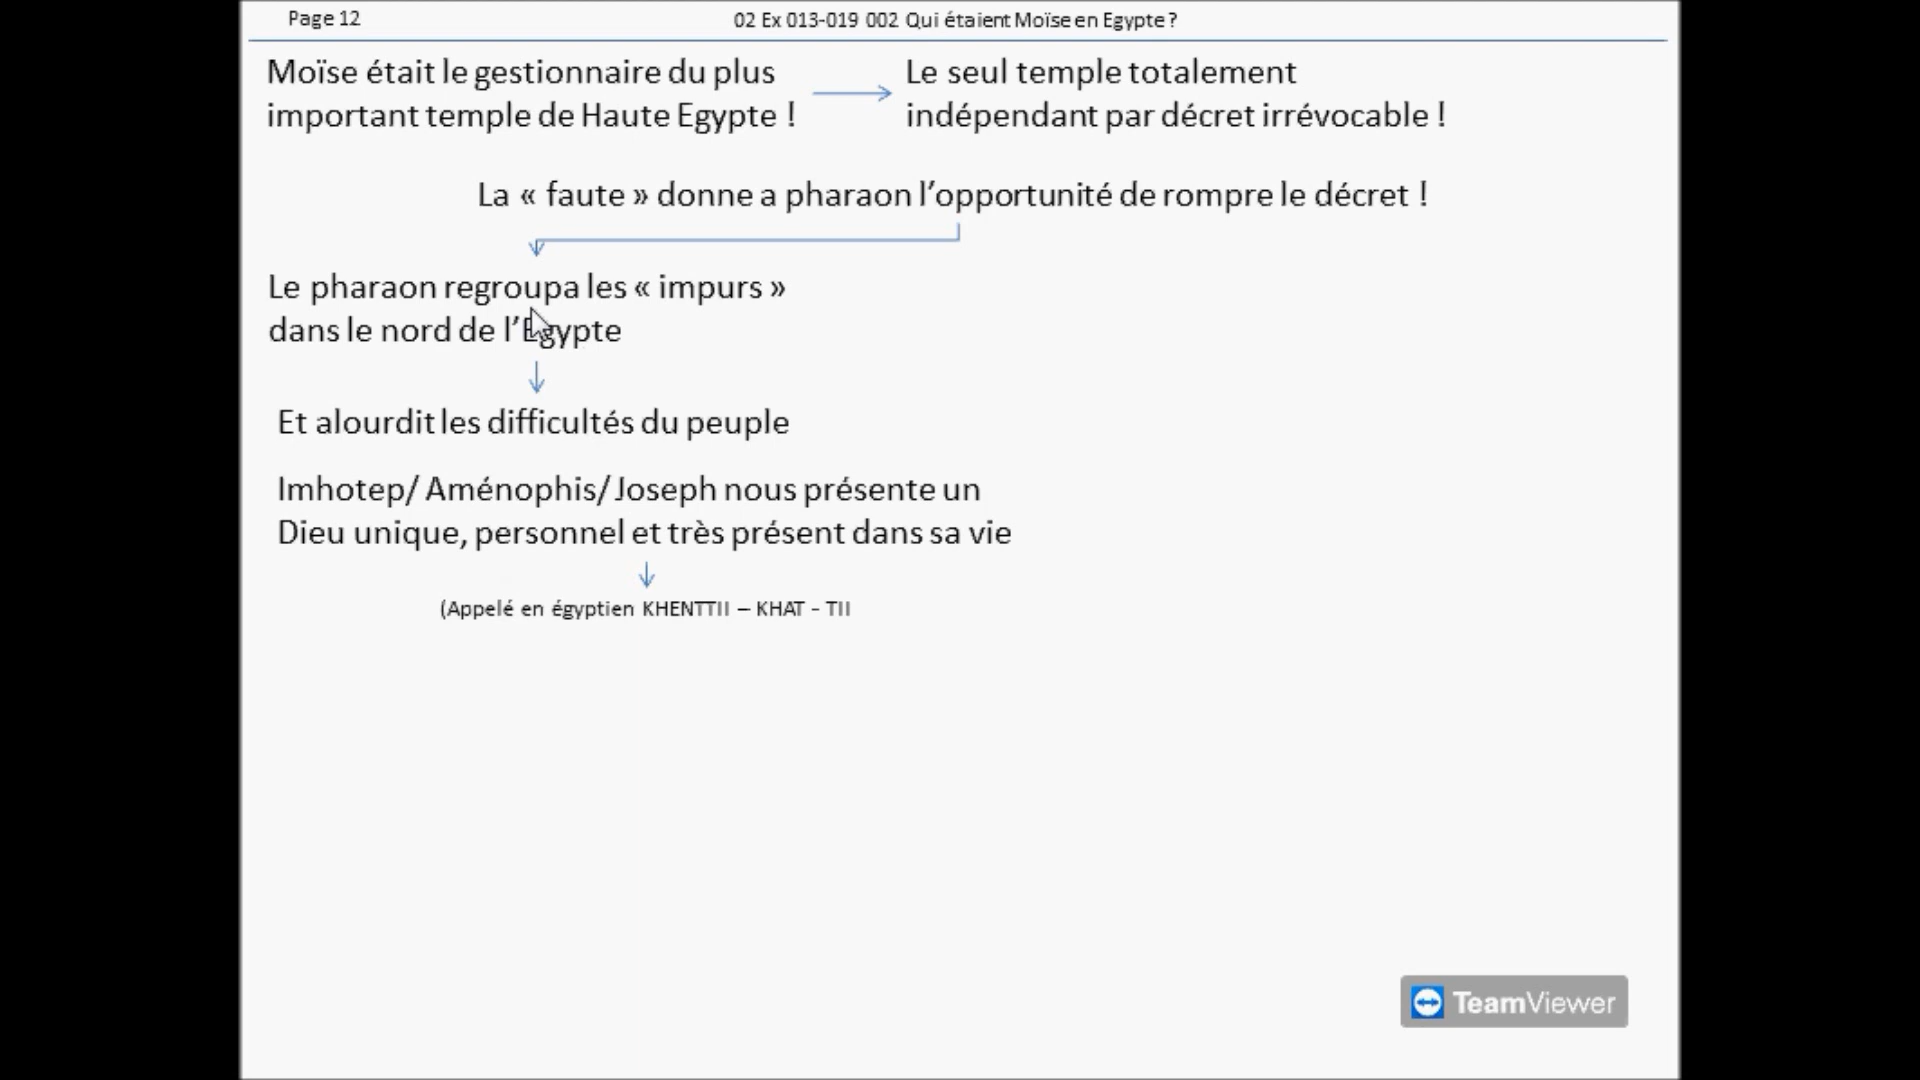 Page 12
02 Ex 013-019 002 Qui étaient Moïse en Egypte ?
Moïse était le gestionnaire du plus
important temple de Haute Egypte !
Le seul temple totalement
indépendant par décret irrévocable !
La « faute » donne a pharaon l’opportunité de rompre le décret !
Le pharaon regroupa les « impurs »
dans le nord de l’Egypte
Et alourdit les difficultés du peuple
Imhotep/ Aménophis/ Joseph nous présente un
Dieu unique, personnel et très présent dans sa vie
(Appelé en égyptien KHENTTII – KHAT - TII
TeamViewer